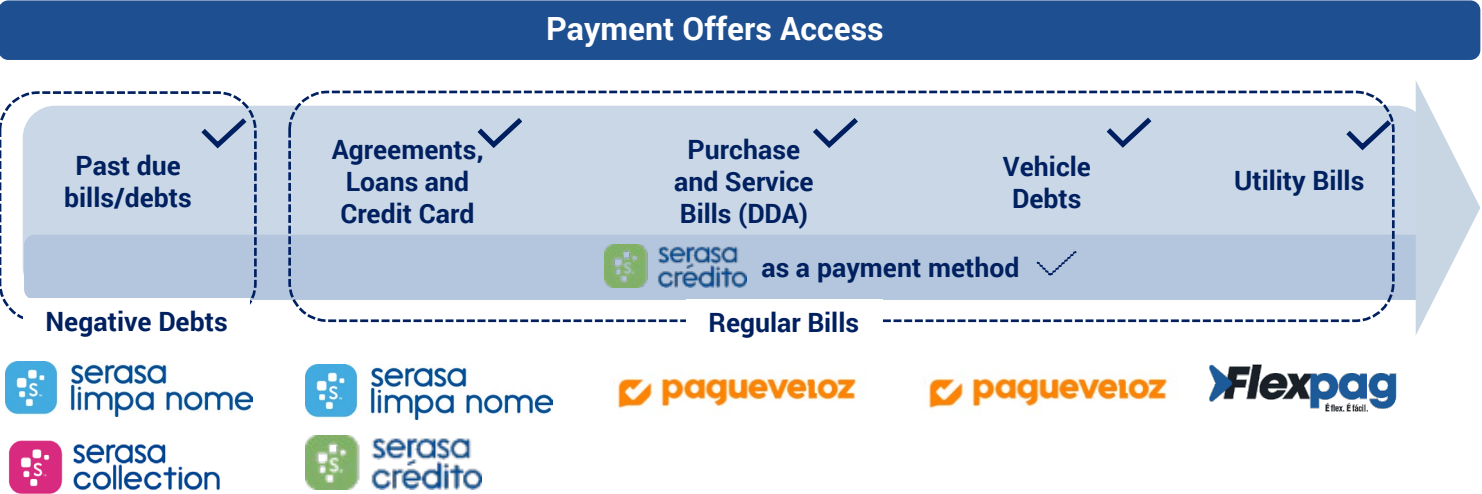 Payment Offers Access
Past due
bills/debts
Agreements,
Loans and
Credit Card
Purchase
and Service
Bills (DDA)
Vehicle
Debts
Utility Bills
serasa
crédito
as a payment method
Negative Debts
Regular Bills
serasa
limpa nome
serasa
collection
serasa
limpa nome
serasa
crédito
pagueveloz
pagueveloz
Flexpag
É flex. É fácil.